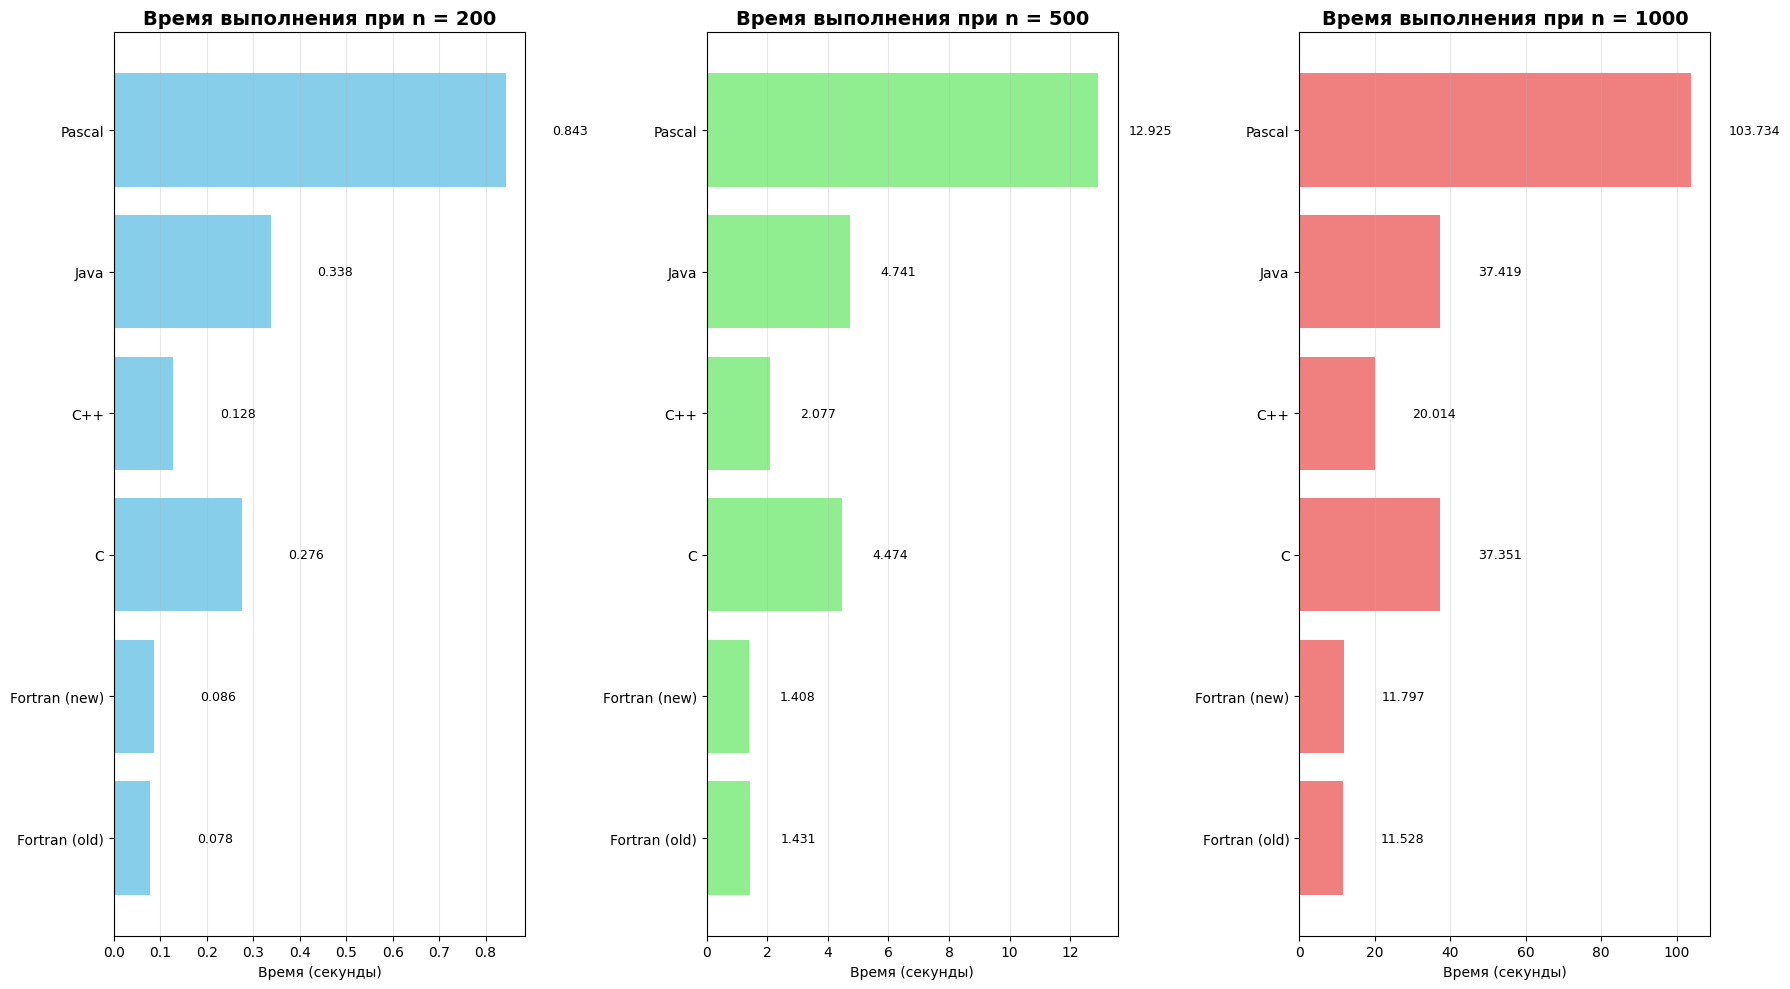 Время выполнения при n = 200
Pascal
0.843
Java
0.338
C++
0.128
C
0.276
Fortran (new)
0.086
Fortran (old)
0.078
0.0 0.1 0.2 0.3 0.4 0.5 0.6 0.7 0.8
Время (секунды)
Время выполнения при n = 500
Pascal
12.925
Java
4.741
C++
2.077
C
4.474
Fortran (new)
1.408
Fortran (old)
1.431
0 2 4 6 8 10 12
Время (секунды)
Время выполнения при n = 1000
Pascal
103.734
Java
37.419
C++
20.014
C
37.351
Fortran (new)
11.797
Fortran (old)
11.528
0 20 40 60 80 100
Время (секунды)